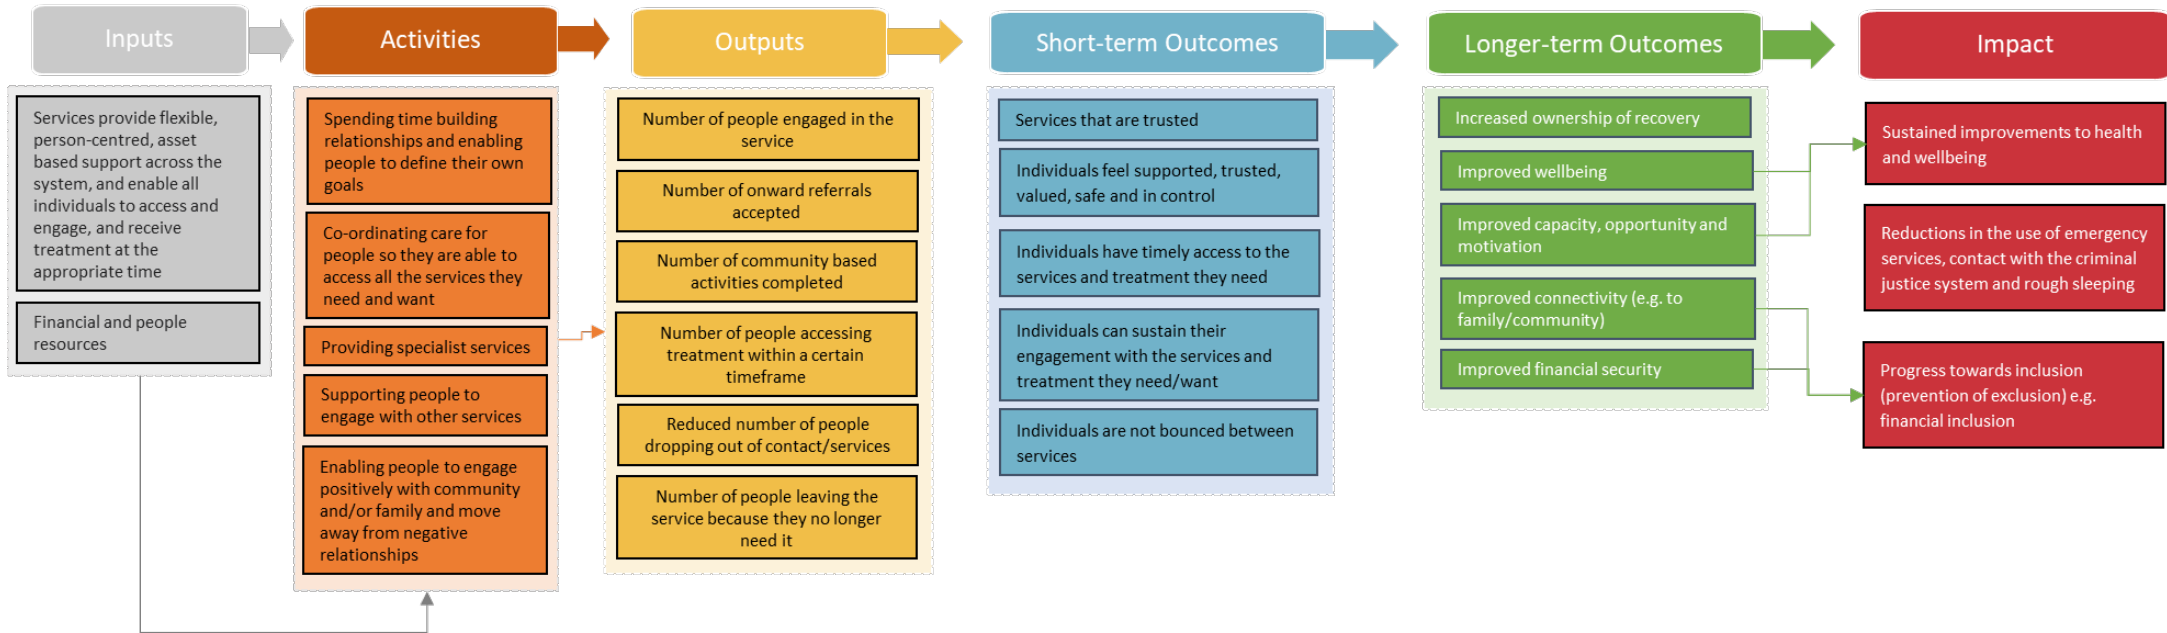 Inputs
Activities
Outputs
Short-term Outcomes
Longer-term Outcomes
Impact
Services provide flexible,
person-centred, asset
based support across the
system, and enable all
individuals to access and
engage, and receive
treatment at the
appropriate time
Financial and people
resources
Spending time building
relationships and enabling
people to define their own
goals
Co-ordinating care for
people so they are able to
access all the services they
need and want
Providing specialist services
Supporting people to
engage with other services
Enabling people to engage
positively with community
and/or family and move
away from negative
relationships
Number of people engaged in the
service
Number of onward referrals
accepted
Number of community based
activities completed
Number of people accessing
treatment within a certain
timeframe
Reduced number of people
dropping out of contact/services
Number of people leaving the
service because they no longer
need it
Services that are trusted
Individuals feel supported, trusted,
valued, safe and in control
Individuals have timely access to the
services and treatment they need
Individuals can sustain their
engagement with the services and
treatment they need/want
Individuals are not bounced between
services
Increased ownership of recovery
Improved wellbeing
Improved capacity, opportunity and
motivation
Improved connectivity (e.g. to
family/community)
Improved financial security
Sustained improvements to health
and wellbeing
Reductions in the use of emergency
services, contact with the criminal
justice system and rough sleeping
Progress towards inclusion
(prevention of exclusion) e.g.
financial inclusion